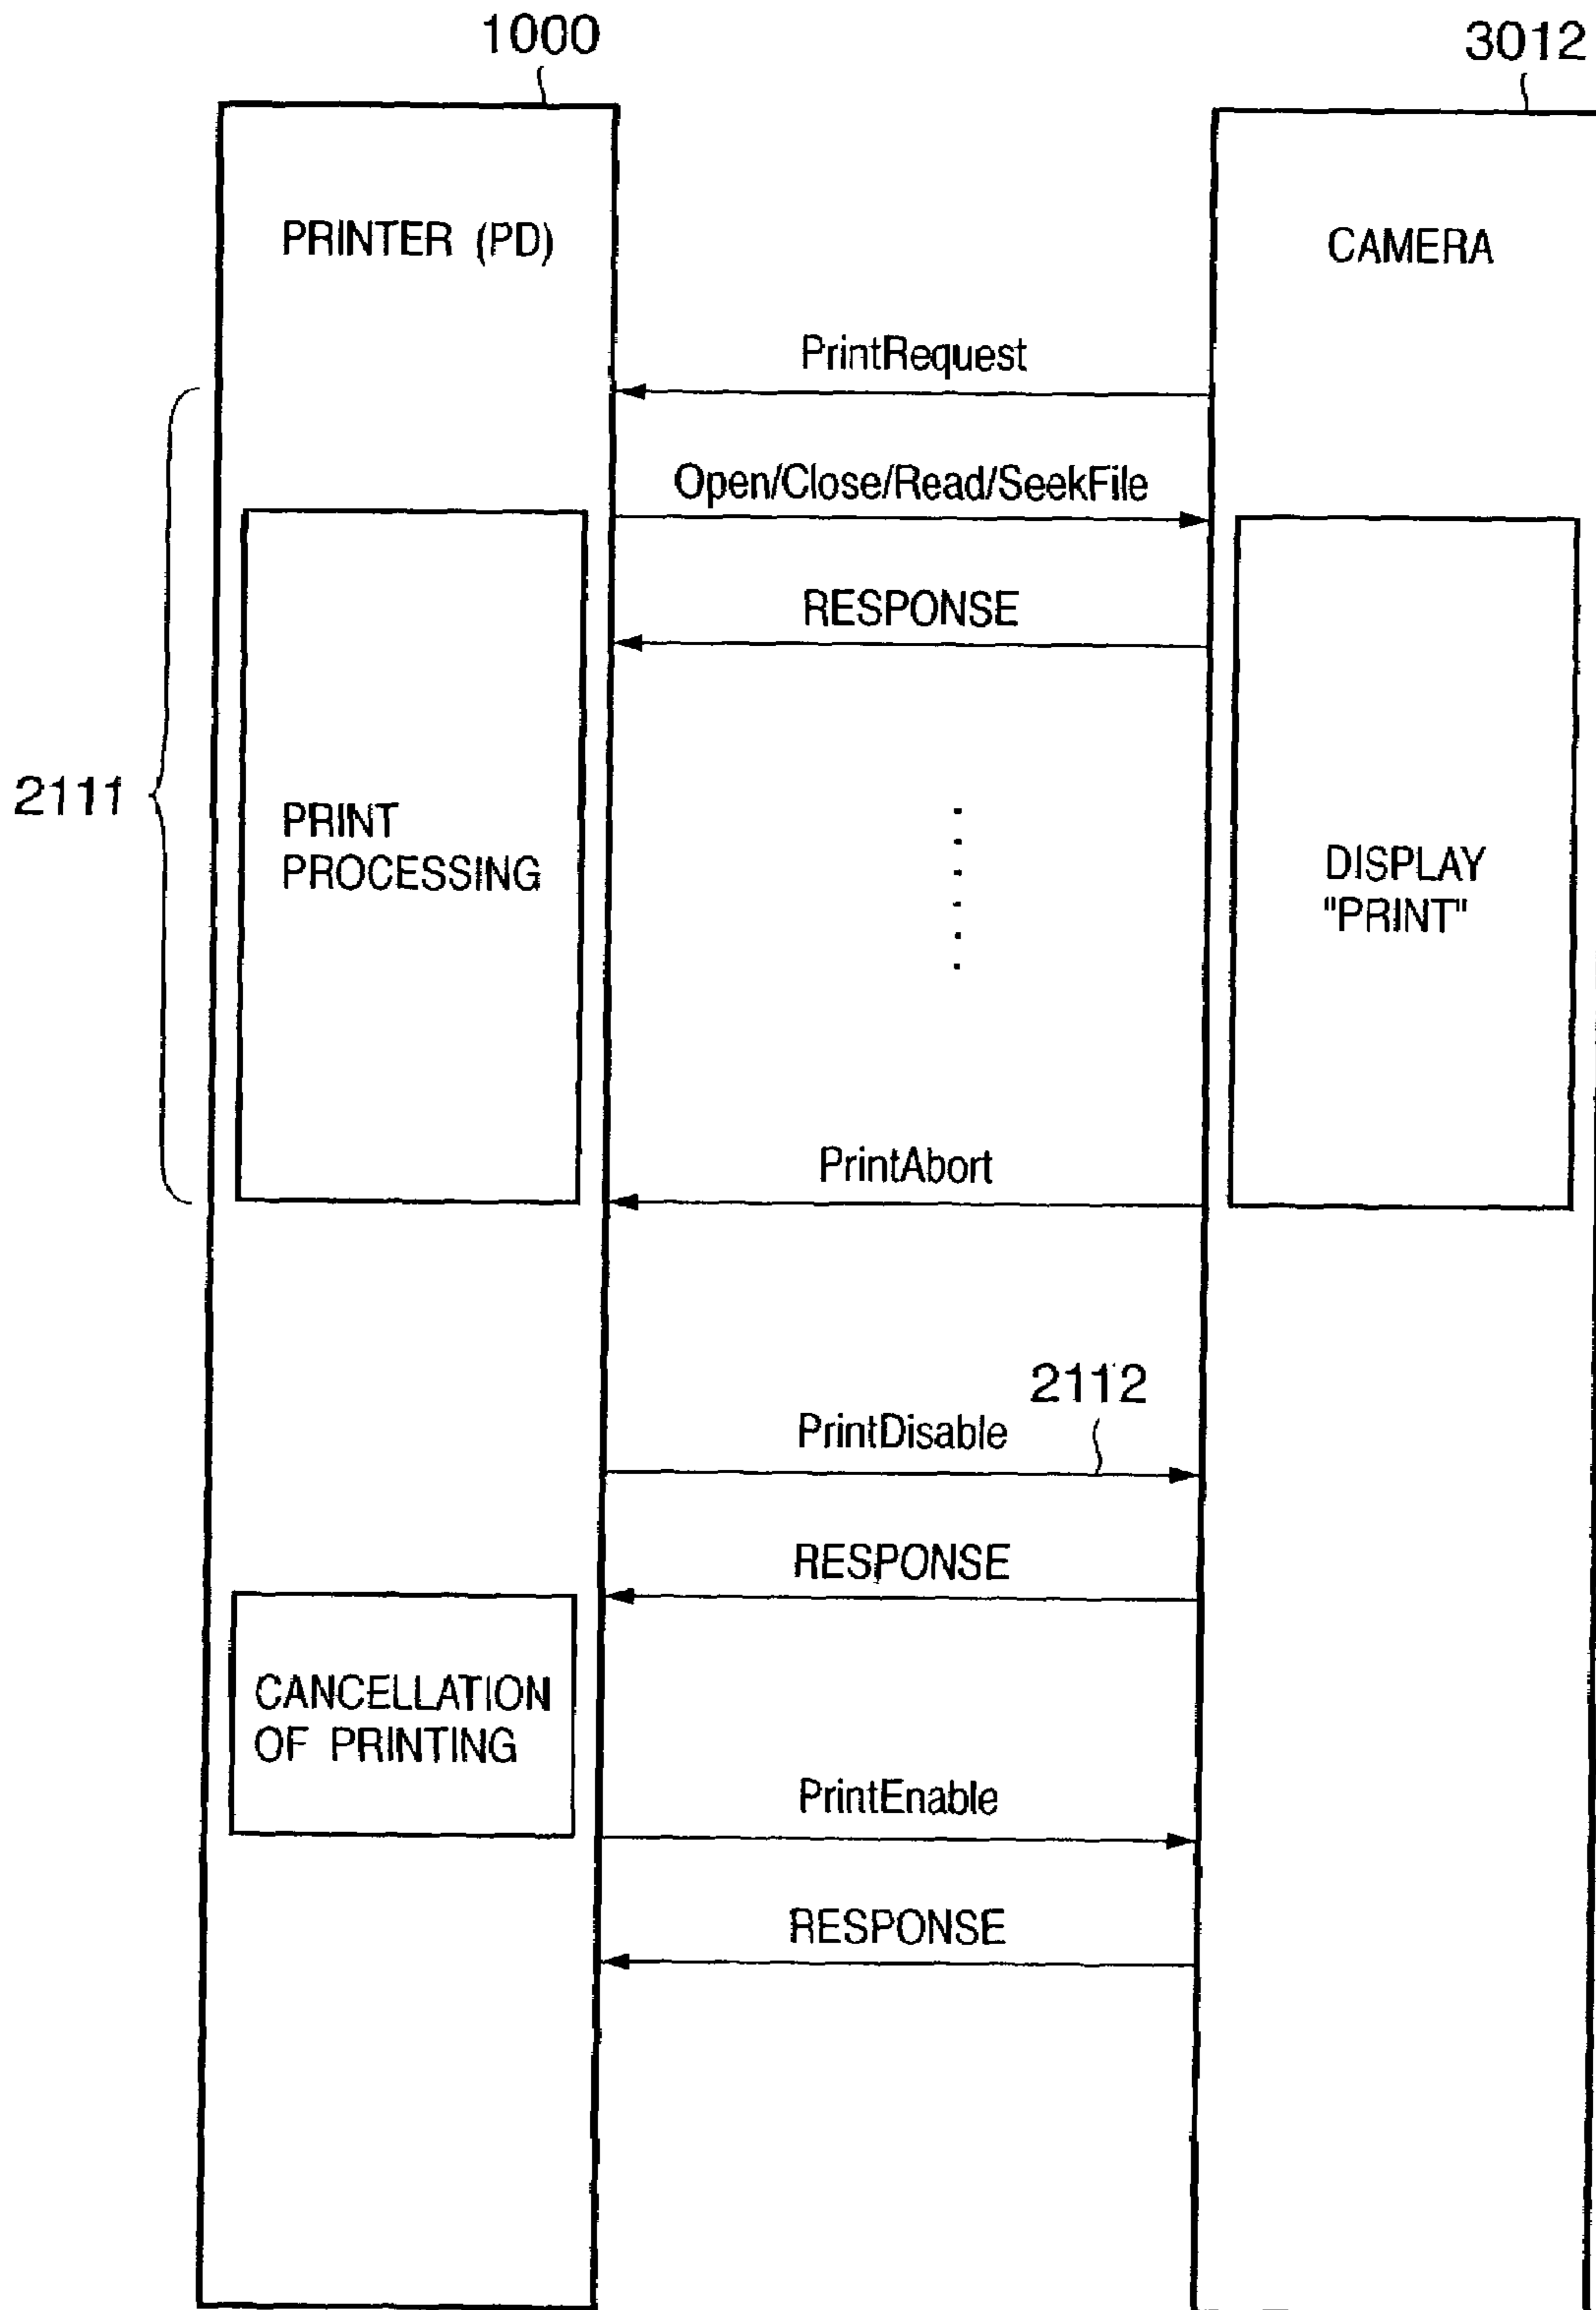 1000
3012
PRINTER (PD)
CAMERA
PrintRequest
Open/Close/Read/SeekFile
RESPONSE
2111
PRINT
PROCESSING
DISPLAY
"PRINT"
PrintAbort
2112
PrintDisable
RESPONSE
CANCELLATION
OF PRINTING
PrintEnable
RESPONSE